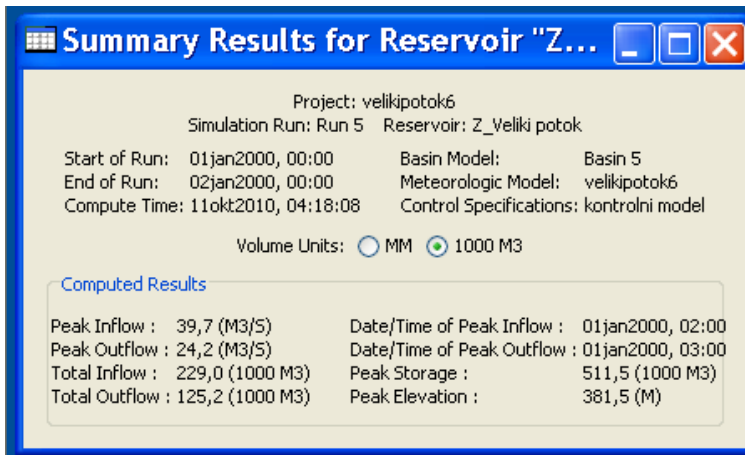 Summary Results for Reservoir "Z...
Project: velikipotok6
Simulation Run: Run 5 Reservoir: Z_Veliki potok
Start of Run: 01jan2000, 00:00 Basin Model: Basin 5
End of Run: 02jan2000, 00:00 Meteorologic Model: velikipotok6
Compute Time: 11okt2010, 04:18:08 Control Specifications: kontrolni model
Volume Units: MM 1000 M3
Computed Results
Peak Inflow : 39,7 (M3/S) Date/Time of Peak Inflow : 01jan2000, 02:00
Peak Outflow : 24,2 (M3/S) Date/Time of Peak Outflow : 01jan2000, 03:00
Total Inflow : 229,0 (1000 M3) Peak Storage : 511,5 (1000 M3)
Total Outflow : 125,2 (1000 M3) Peak Elevation : 381,5 (M)